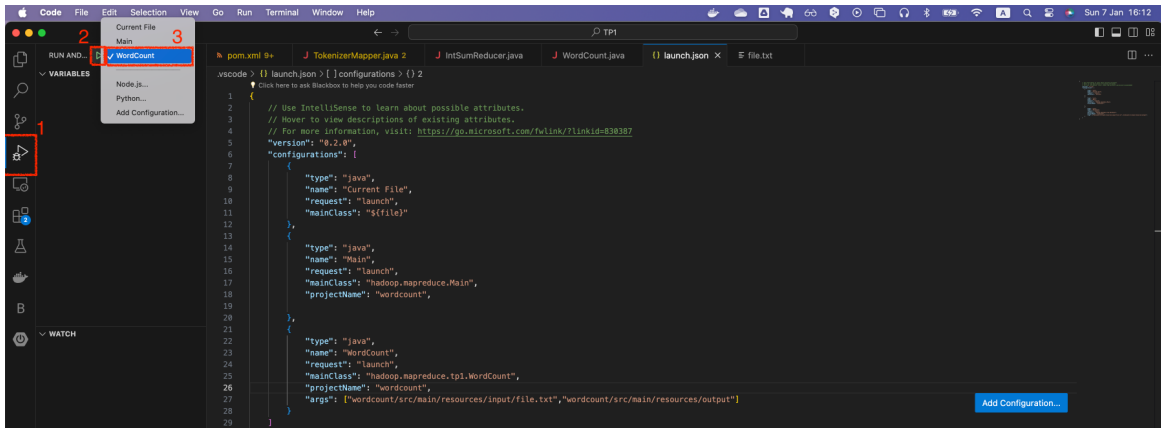 Code File Edit Selection View Go Run Terminal Window Help
Sun 7 Jan 16:12
Current File
Main
WordCount
Node.js...
Python...
Add Configuration...
1
2
3
TP1
RUN AND...
VARIABLES
WATCH
pom.xml 9+ TokenizerMapper.java 2 IntSumReducer.java WordCount.java launch.json file.txt
.vscode > {} launch.json > [ ] configurations > {} 2
Click here to ask Blackbox to help you code faster
1 {
2 // Use IntelliSense to learn about possible attributes.
3 // Hover to view descriptions of existing attributes.
4 // For more information, visit: https://go.microsoft.com/fwlink/?linkid=830387
5 "version": "0.2.0",
6 "configurations": [
7 {
8 "type": "java",
9 "name": "Current File",
10 "request": "launch",
11 "mainClass": "${file}"
12 },
13 {
14 "type": "java",
15 "name": "Main",
16 "request": "launch",
17 "mainClass": "hadoop.mapreduce.Main",
18 "projectName": "wordcount",
19
20 },
21 {
22 "type": "java",
23 "name": "WordCount",
24 "request": "launch",
25 "mainClass": "hadoop.mapreduce.tp1.WordCount",
26 "projectName": "wordcount",
27 "args": ["wordcount/src/main/resources/input/file.txt","wordcount/src/main/resources/output"]
28 }
29 ]
Add Configuration...